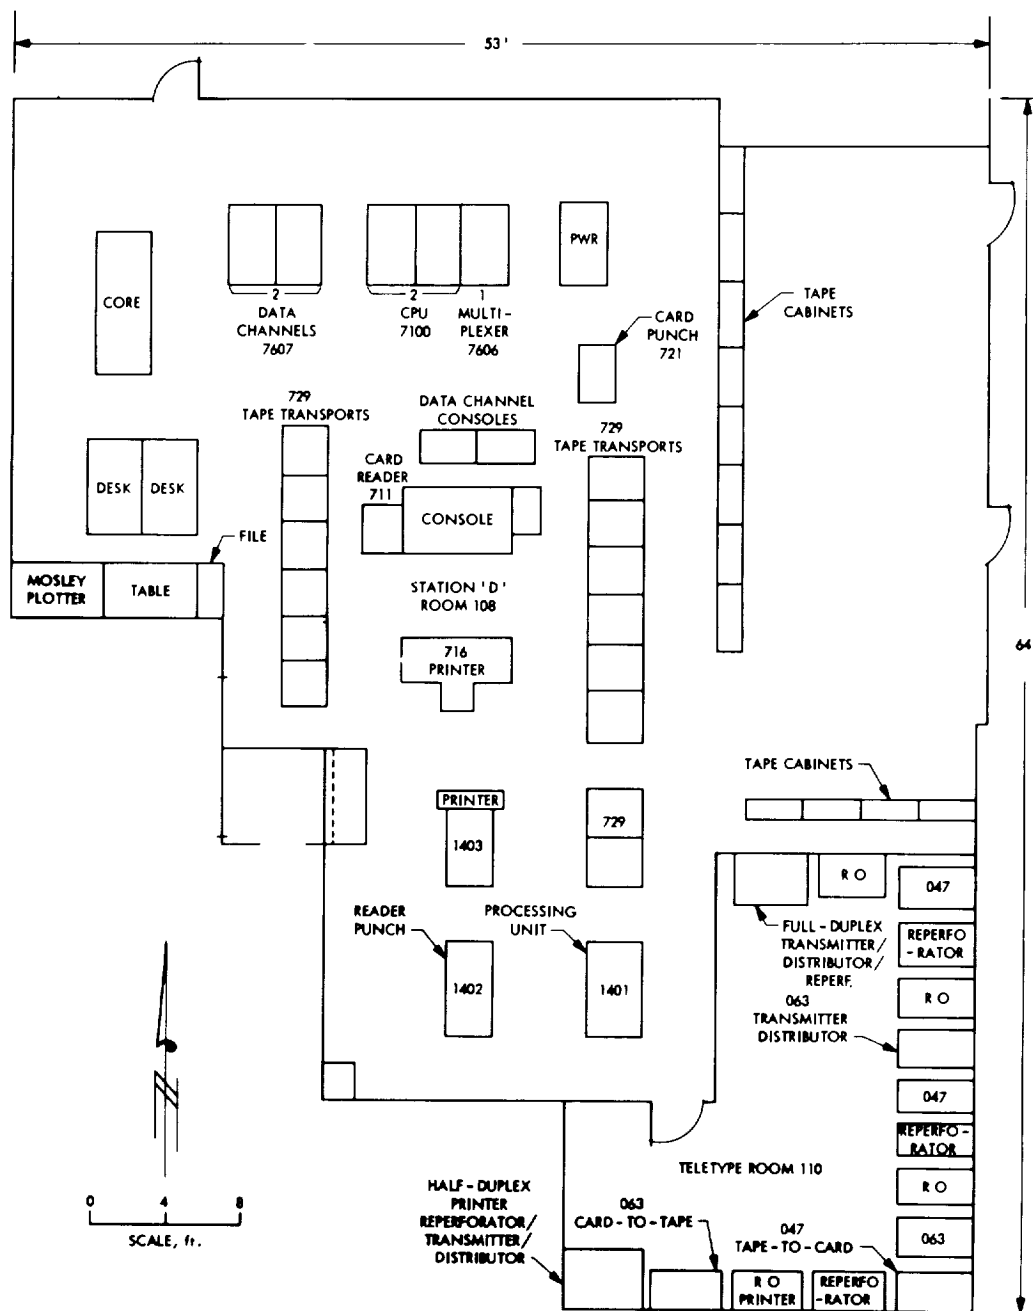 53'
CORE
2
DATA
CHANNELS
7607
2
CPU
7100
1
MULTI-
PLEXER
7606
PWR
CARD
PUNCH
721
TAPE
CABINETS
729
TAPE TRANSPORTS
DATA CHANNEL
CONSOLES
729
TAPE TRANSPORTS
DESK
DESK
CARD
READER
711
CONSOLE
FILE
MOSLEY
PLOTTER
TABLE
STATION 'D'
ROOM 108
64
716
PRINTER
TAPE CABINETS
PRINTER
1403
729
R O
047
READER
PUNCH
PROCESSING
UNIT
FULL-DUPLEX
TRANSMITTER/
DISTRIBUTOR/
REPERF.
REPERFO
-RATOR
1402
1401
R O
063
TRANSMITTER
DISTRIBUTOR
047
REPERFO-
RATOR
TELETYPE ROOM 110
R O
HALF-DUPLEX
PRINTER
REPERFORATOR/
TRANSMITTER/
DISTRIBUTOR
063
CARD-TO-TAPE
047
TAPE-TO-CARD
063
R O
PRINTER
REPERFO
-RATOR
0 4 8
SCALE, ft.